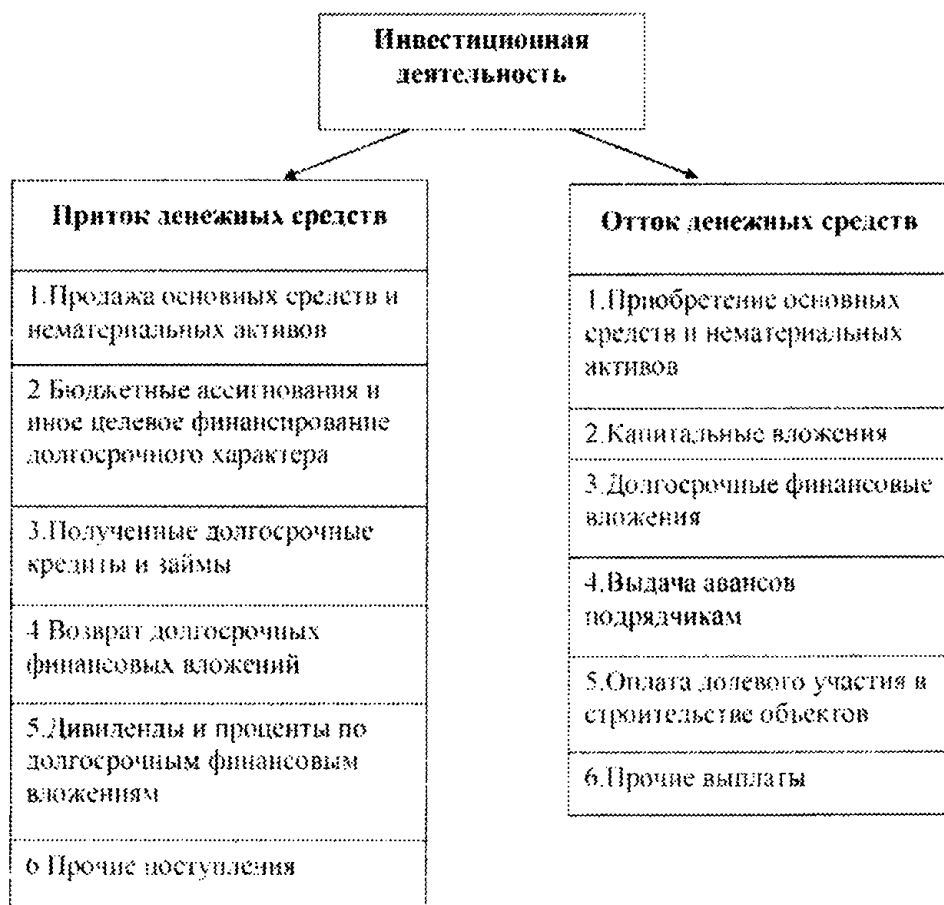 Инвестиционная
деятельность
Приток денежных средств
1.Продажа основных средств и
нематериальных активов
2 Бюджетные ассигнования и
иное целевое финансирование
долгосрочного характера
3.Полученные долгосрочные
кредиты и займы
4 Возврат долгосрочных
финансовых вложений
5.Дивиденды и проценты по
долгосрочным финансовым
вложениям
6 Прочие поступления
Отток денежных средств
1.Приобретение основных
средств и нематериальных
активов
2.Капитальные вложения
3.Долгосрочные финансовые
вложения
4.Выдача авансов
подрядчикам
5.Оплата долевого участия в
строительстве объектов
6.Прочие выплаты